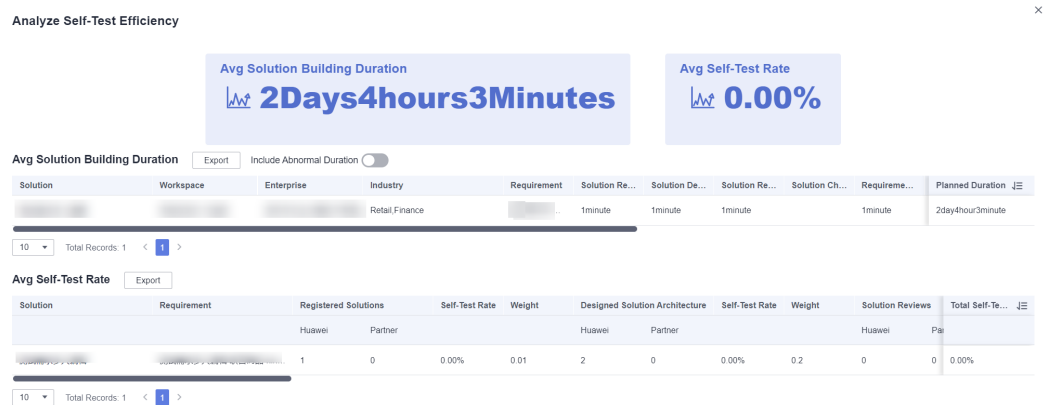 Analyze Self-Test Efficiency
Avg Solution Building Duration
2Days4hours3Minutes
Avg Self-Test Rate
0.00%
Avg Solution Building Duration Export Include Abnormal Duration
Solution Workspace Enterprise Industry Requirement Solution Re... Solution De... Solution Re... Solution Ch... Requireme... Planned Duration
Retail,Finance ... 1minute 1minute 1minute 1minute 2day4hour3minute
10 Total Records: 1 < 1 >
Avg Self-Test Rate Export
Solution Requirement Registered Solutions Self-Test Rate Weight Designed Solution Architecture Self-Test Rate Weight Solution Reviews Total Self-Te...
Huawei Partner Huawei Partner Huawei Par
1 0 0.00% 0.01 2 0 0.00% 0.2 0 0 0.00%
10 Total Records: 1 < 1 >